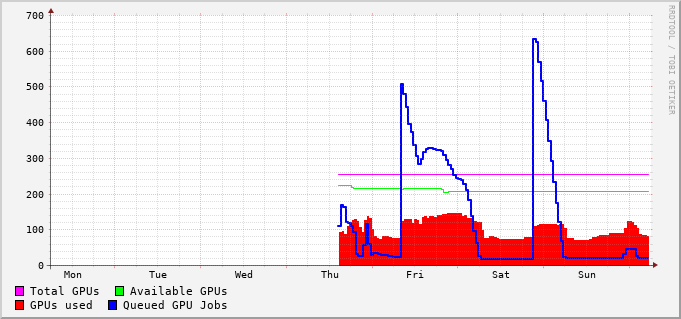 700
600
500
400
300
200
100
0
Mon Tue Wed Thu Fri Sat Sun
Total GPUs Available GPUs
GPUs used Queued GPU Jobs
RRDTOOL / TOBI OETIKER